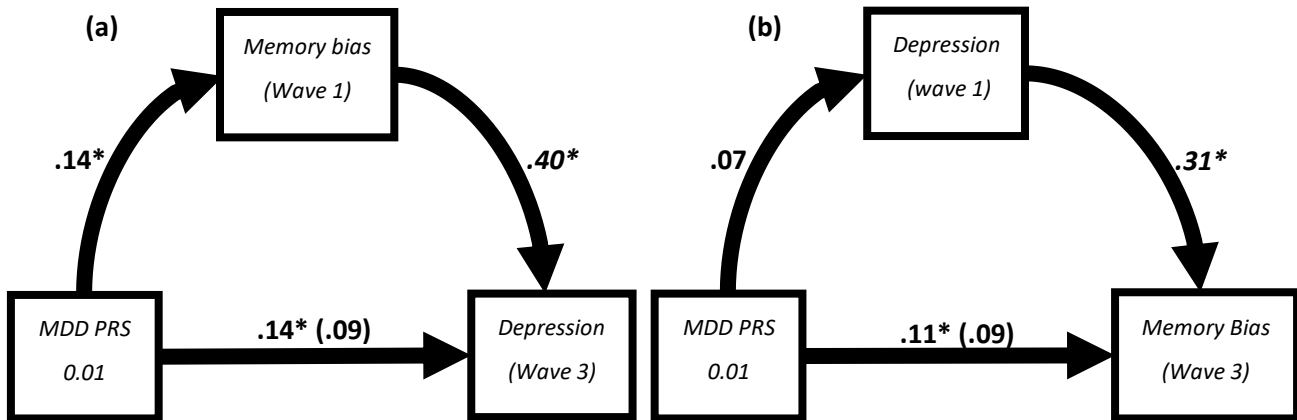 (a)
Memory bias
(Wave 1)
.14*
.40*
MDD PRS
0.01
.14* (.09)
Depression
(Wave 3)
(b)
Depression
(wave 1)
.07
.31*
MDD PRS
0.01
.11* (.09)
Memory Bias
(Wave 3)